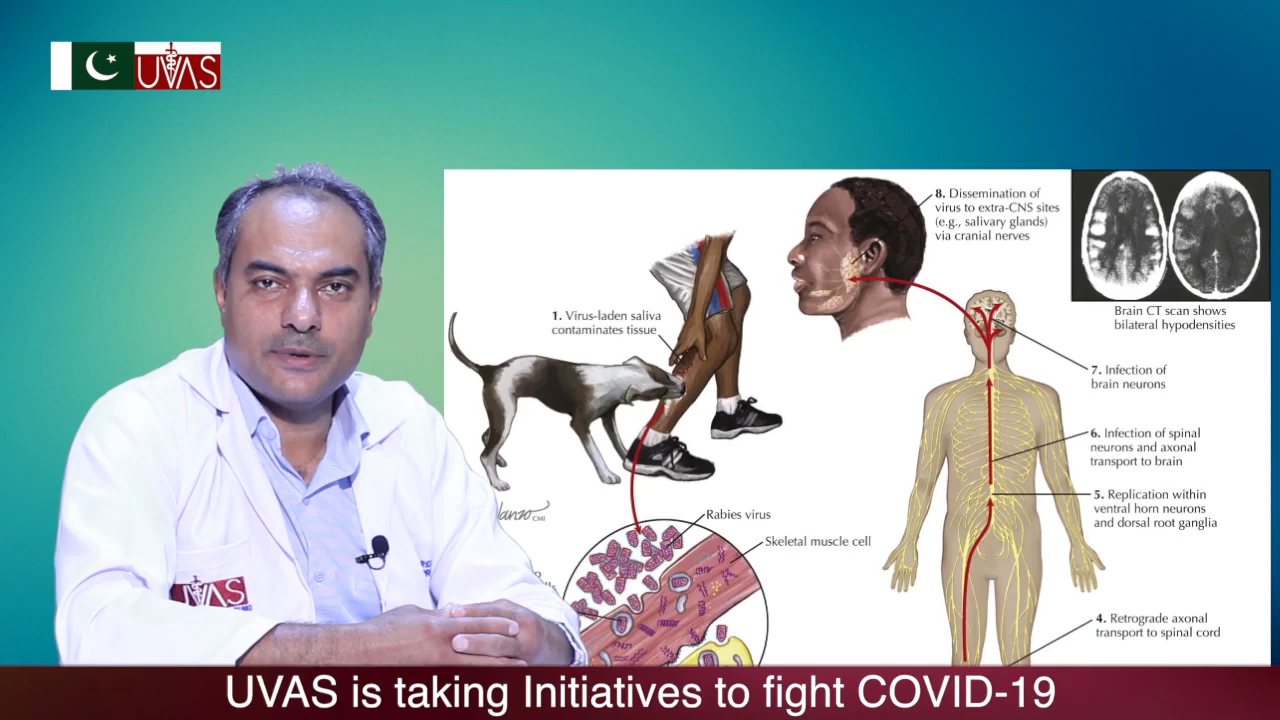 UVAS
8. Dissemination of
virus to extra-CNS sites
(e.g., salivary glands)
via cranial nerves
Brain CT scan shows
bilateral hypodensities
1. Virus-laden saliva
contaminates tissue
7. Infection of
brain neurons
6. Infection of spinal
neurons and axonal
transport to brain
5. Replication within
ventral horn neurons
and dorsal root ganglia
Rabies virus
Skeletal muscle cell
CMI
4. Retrograde axonal
transport to spinal cord
UVAS
UVAS is taking Initiatives to fight COVID-19